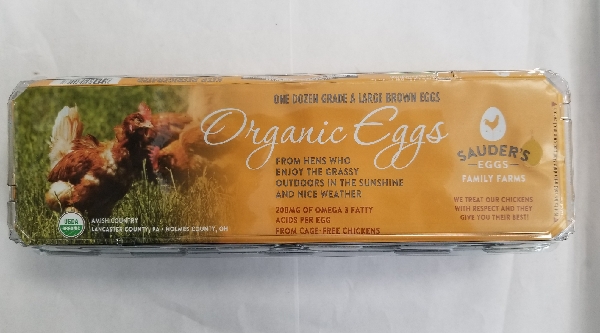 ONE DOZEN GRADE A LARGE BROWN EGGS
Organic Eggs
FROM HENS WHO
ENJOY THE GRASSY
OUTDOORS IN THE SUNSHINE
AND NICE WEATHER
200MG OF OMEGA 3 FATTY
ACIDS PER EGG
FROM CAGE-FREE CHICKENS
SAUDER'S
EGGS
FAMILY FARMS
WE TREAT OUR CHICKENS
WITH RESPECT AND THEY
GIVE YOU THEIR BEST!
USDA
ORGANIC
AMISH COUNTRY
LANCASTER COUNTY, PA • HOLMES COUNTY, OH